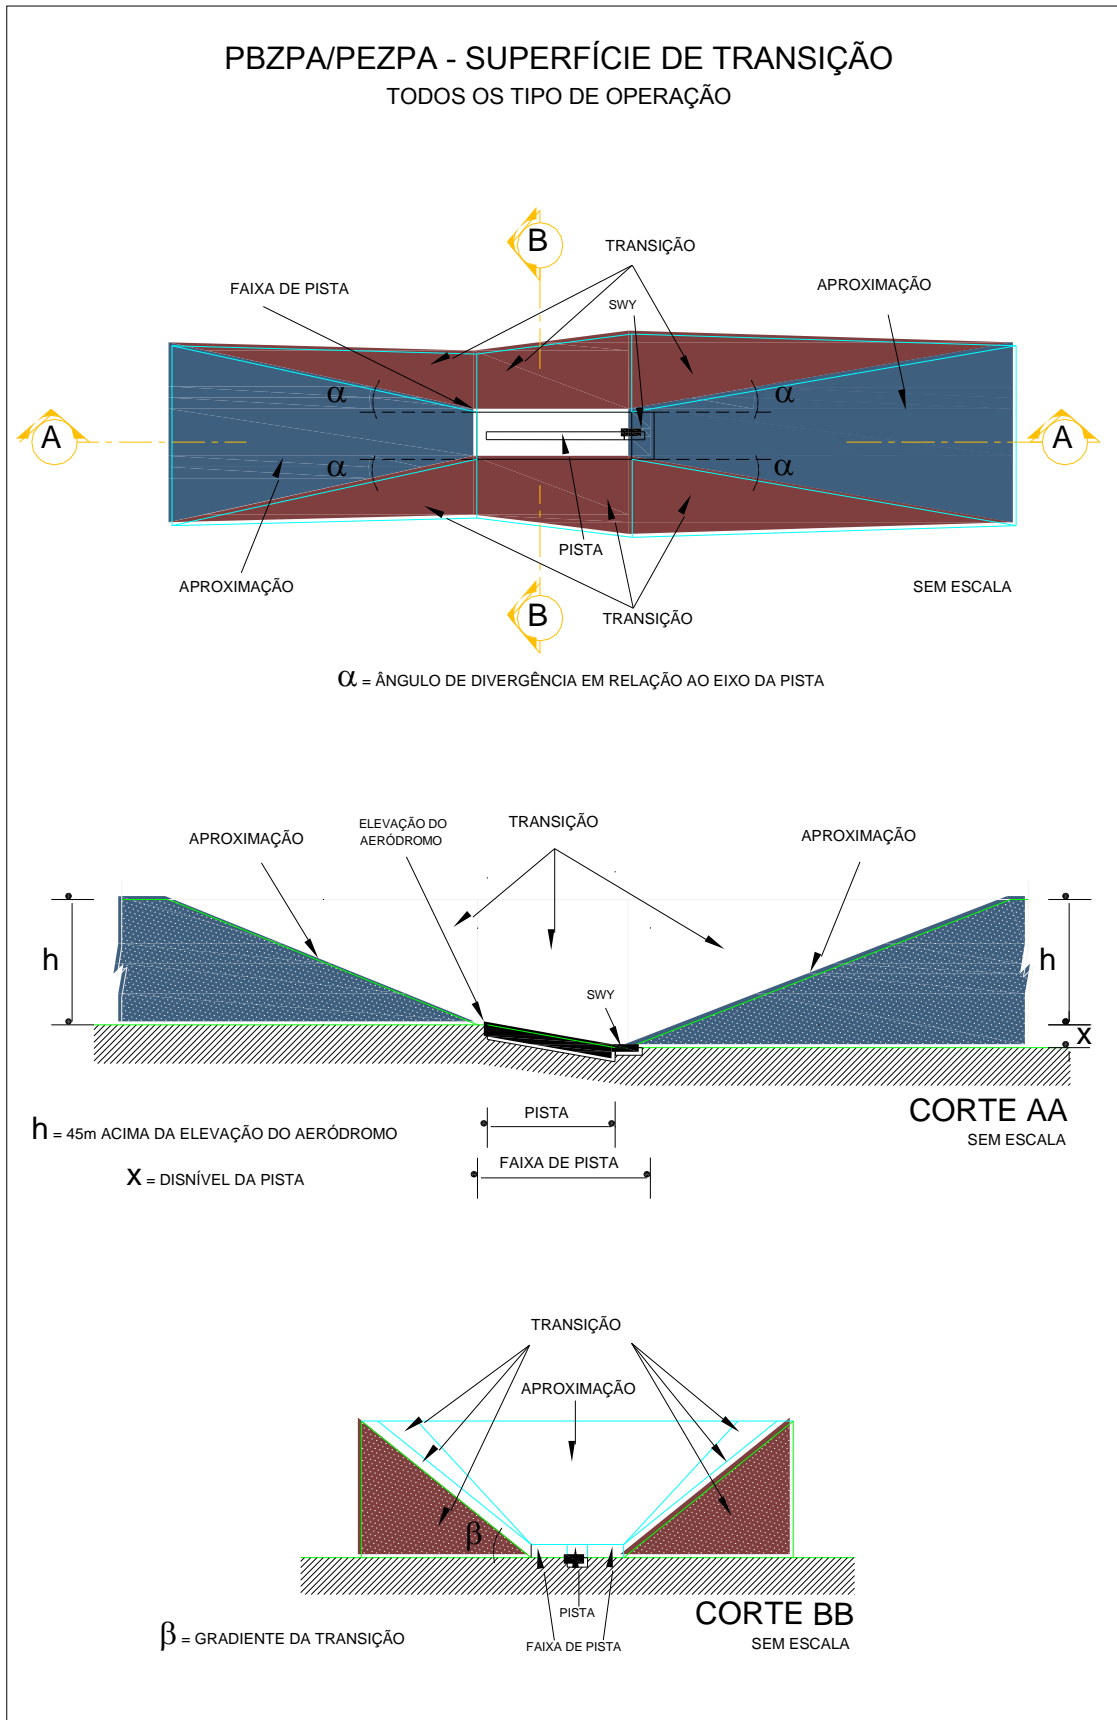 PBZPA/PEZPA - SUPERFÍCIE DE TRANSIÇÃO
TODOS OS TIPO DE OPERAÇÃO
B
TRANSIÇÃO
FAIXA DE PISTA
SWY
APROXIMAÇÃO
α
α
A
A
α
α
PISTA
APROXIMAÇÃO
SEM ESCALA
B
TRANSIÇÃO
α = ÂNGULO DE DIVERGÊNCIA EM RELAÇÃO AO EIXO DA PISTA
ELEVAÇÃO DO
AERÓDROMO
TRANSIÇÃO
APROXIMAÇÃO
APROXIMAÇÃO
h
h
SWY
X
PISTA
CORTE AA
SEM ESCALA
h = 45m ACIMA DA ELEVAÇÃO DO AERÓDROMO
FAIXA DE PISTA
X = DISNÍVEL DA PISTA
TRANSIÇÃO
APROXIMAÇÃO
β
PISTA
CORTE BB
SEM ESCALA
β = GRADIENTE DA TRANSIÇÃO
FAIXA DE PISTA